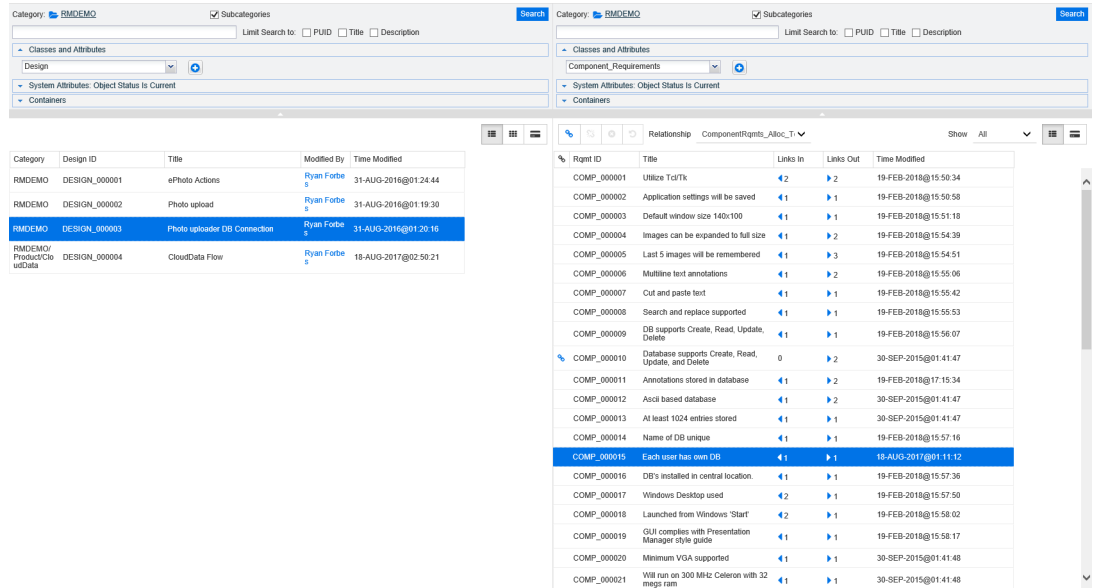 Category: RMDEMO Subcategories Search
Limit Search to: PUID Title Description
Classes and Attributes
Design
System Attributes: Object Status Is Current
Containers
Category Design ID Title Modified By Time Modified
RMDEMO DESIGN_000001 ePhoto Actions Ryan Forbe
s 31-AUG-2016@01:24:44
RMDEMO DESIGN_000002 Photo upload Ryan Forbe
s 31-AUG-2016@01:19:30
RMDEMO DESIGN_000003 Photo uploader DB Connection Ryan Forbe
s 31-AUG-2016@01:20:16
RMDEMO/
Product/Clo
udData DESIGN_000004 CloudData Flow Ryan Forbe
s 18-AUG-2017@02:50:21
Category: RMDEMO Subcategories Search
Limit Search to: PUID Title Description
Classes and Attributes
Component_Requirements
System Attributes: Object Status Is Current
Containers
Relationship ComponentRqmts_Alloc_T Show All
Rqmt ID Title Links In Links Out Time Modified
COMP_000001 Utilize Tcl/Tk 2 2 19-FEB-2018@15:50:34
COMP_000002 Application settings will be saved 1 1 19-FEB-2018@15:50:58
COMP_000003 Default window size 140x100 1 1 19-FEB-2018@15:51:18
COMP_000004 Images can be expanded to full size 1 2 19-FEB-2018@15:54:39
COMP_000005 Last 5 images will be remembered 1 3 19-FEB-2018@15:54:51
COMP_000006 Multiline text annotations 1 2 19-FEB-2018@15:55:06
COMP_000007 Cut and paste text 1 1 19-FEB-2018@15:55:42
COMP_000008 Search and replace supported 1 1 19-FEB-2018@15:55:53
COMP_000009 DB supports Create, Read, Update,
Delete 1 1 19-FEB-2018@15:56:07
COMP_000010 Database supports Create, Read,
Update, and Delete 0 2 30-SEP-2015@01:41:47
COMP_000011 Annotations stored in database 1 2 19-FEB-2018@17:15:34
COMP_000012 Ascii based database 1 2 30-SEP-2015@01:41:47
COMP_000013 At least 1024 entries stored 1 1 30-SEP-2015@01:41:47
COMP_000014 Name of DB unique 1 1 19-FEB-2018@15:57:16
COMP_000015 Each user has own DB 1 1 18-AUG-2017@01:11:12
COMP_000016 DB's installed in central location. 1 1 19-FEB-2018@15:57:36
COMP_000017 Windows Desktop used 2 1 19-FEB-2018@15:57:50
COMP_000018 Launched from Windows 'Start' 2 1 19-FEB-2018@15:58:02
COMP_000019 GUI complies with Presentation
Manager style guide 1 1 19-FEB-2018@15:58:17
COMP_000020 Minimum VGA supported 1 1 30-SEP-2015@01:41:48
COMP_000021 Will run on 300 MHz Celeron with 32
megs ram 1 1 30-SEP-2015@01:41:48